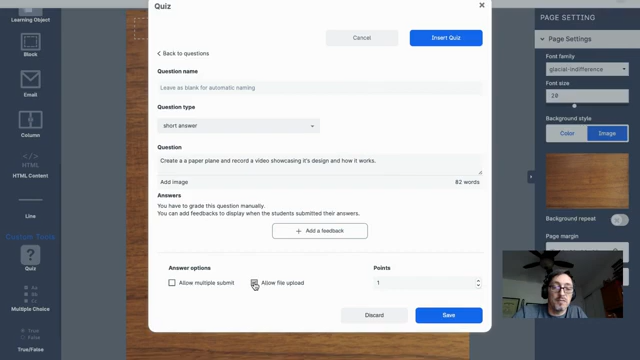 Learning Object
Block
Email
Column
</>
HTML
HTML Content
Line
Custom Tools
Quiz
Multiple Choice
True
False
True/False
Quiz
×
Cancel
Insert Quiz
< Back to questions
Question name
Leave as blank for automatic naming
Question type
short answer
Question
Create a a paper plane and record a video showcasing it's design and how it works.
Add image
82 words
Answers
You have to grade this question manually.
You can add feedbacks to display when the students submitted their answers.
+ Add a feedback
Answer options
Allow multiple submit
Allow file upload
Points
1
Discard
Save
PAGE SETTING
Page Settings
Font family
glacial-indifference
Font size
20
Background style
Color
Image
Background repeat
Page margin